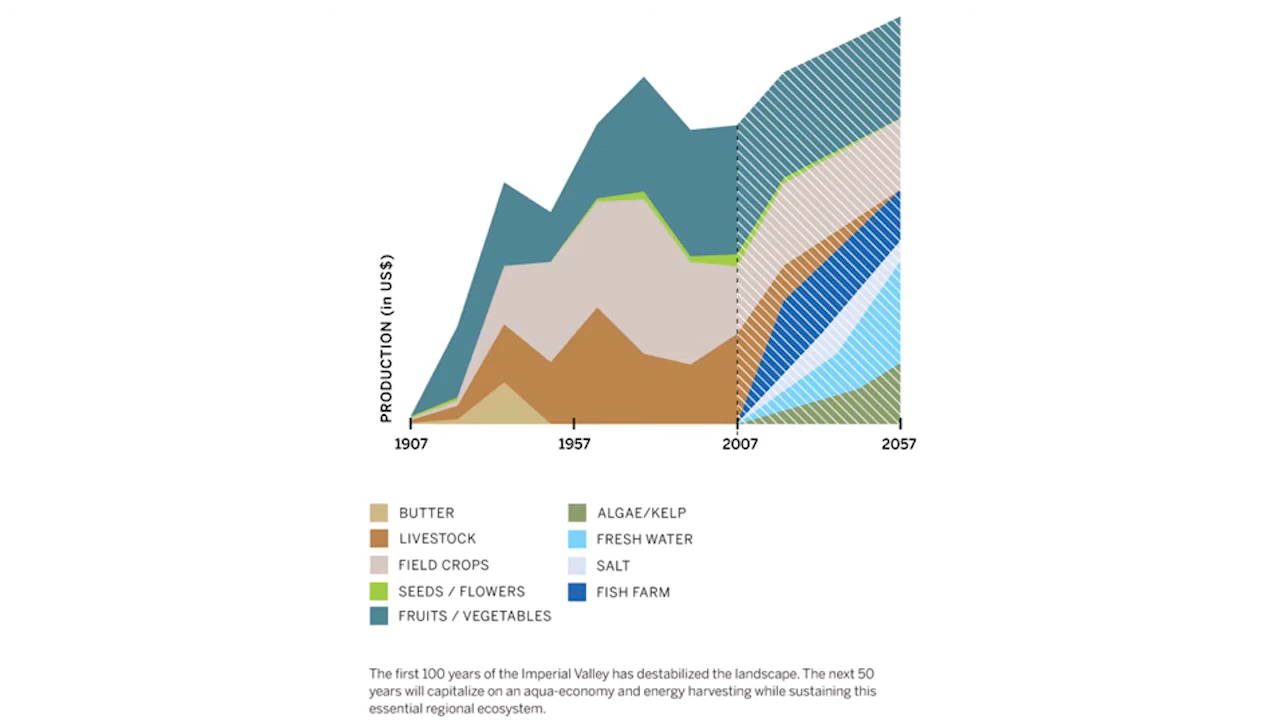 PRODUCTION (in US$)
1907
1957
2007
2057
BUTTER
LIVESTOCK
FIELD CROPS
SEEDS / FLOWERS
FRUITS / VEGETABLES
ALGAE/KELP
FRESH WATER
SALT
FISH FARM
The first 100 years of the Imperial Valley has destabilized the landscape. The next 50
years will capitalize on an aqua-economy and energy harvesting while sustaining this
essential regional ecosystem.